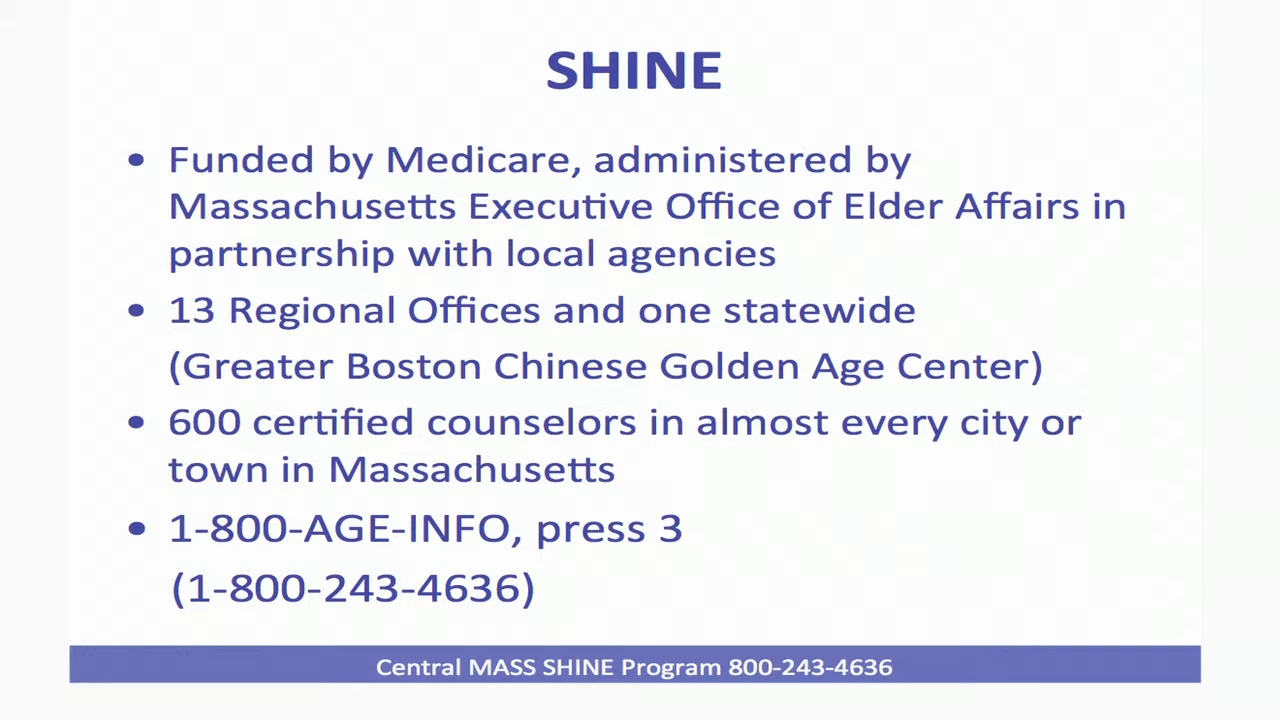 SHINE
• Funded by Medicare, administered by
Massachusetts Executive Office of Elder Affairs in
partnership with local agencies
• 13 Regional Offices and one statewide
(Greater Boston Chinese Golden Age Center)
• 600 certified counselors in almost every city or
town in Massachusetts
• 1-800-AGE-INFO, press 3
(1-800-243-4636)
Central MASS SHINE Program 800-243-4636